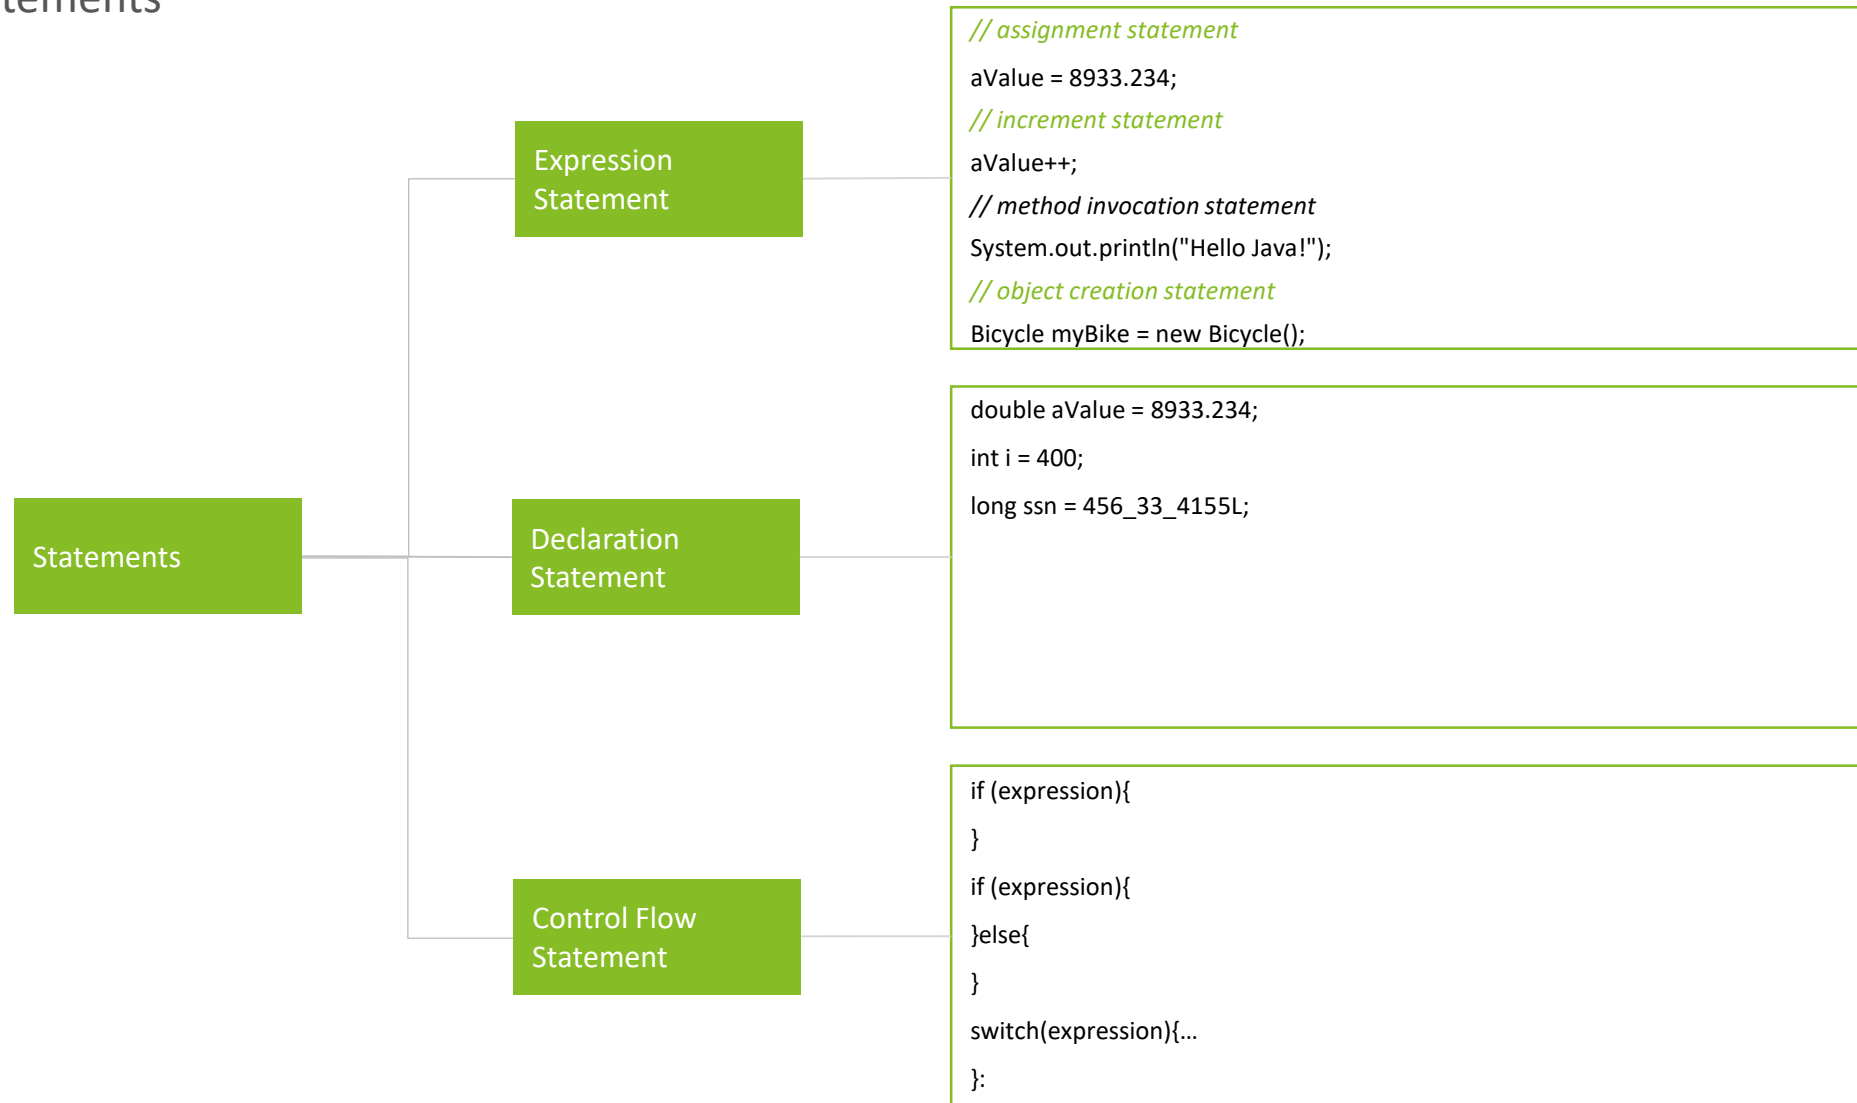 Statements
Expression
Statement
// assignment statement
aValue = 8933.234;
// increment statement
aValue++;
// method invocation statement
System.out.println("Hello Java!");
// object creation statement
Bicycle myBike = new Bicycle();
Declaration
Statement
double aValue = 8933.234;
int i = 400;
long ssn = 456_33_4155L;
Control Flow
Statement
if (expression){
}
if (expression){
}else{
}
switch(expression){…
}: